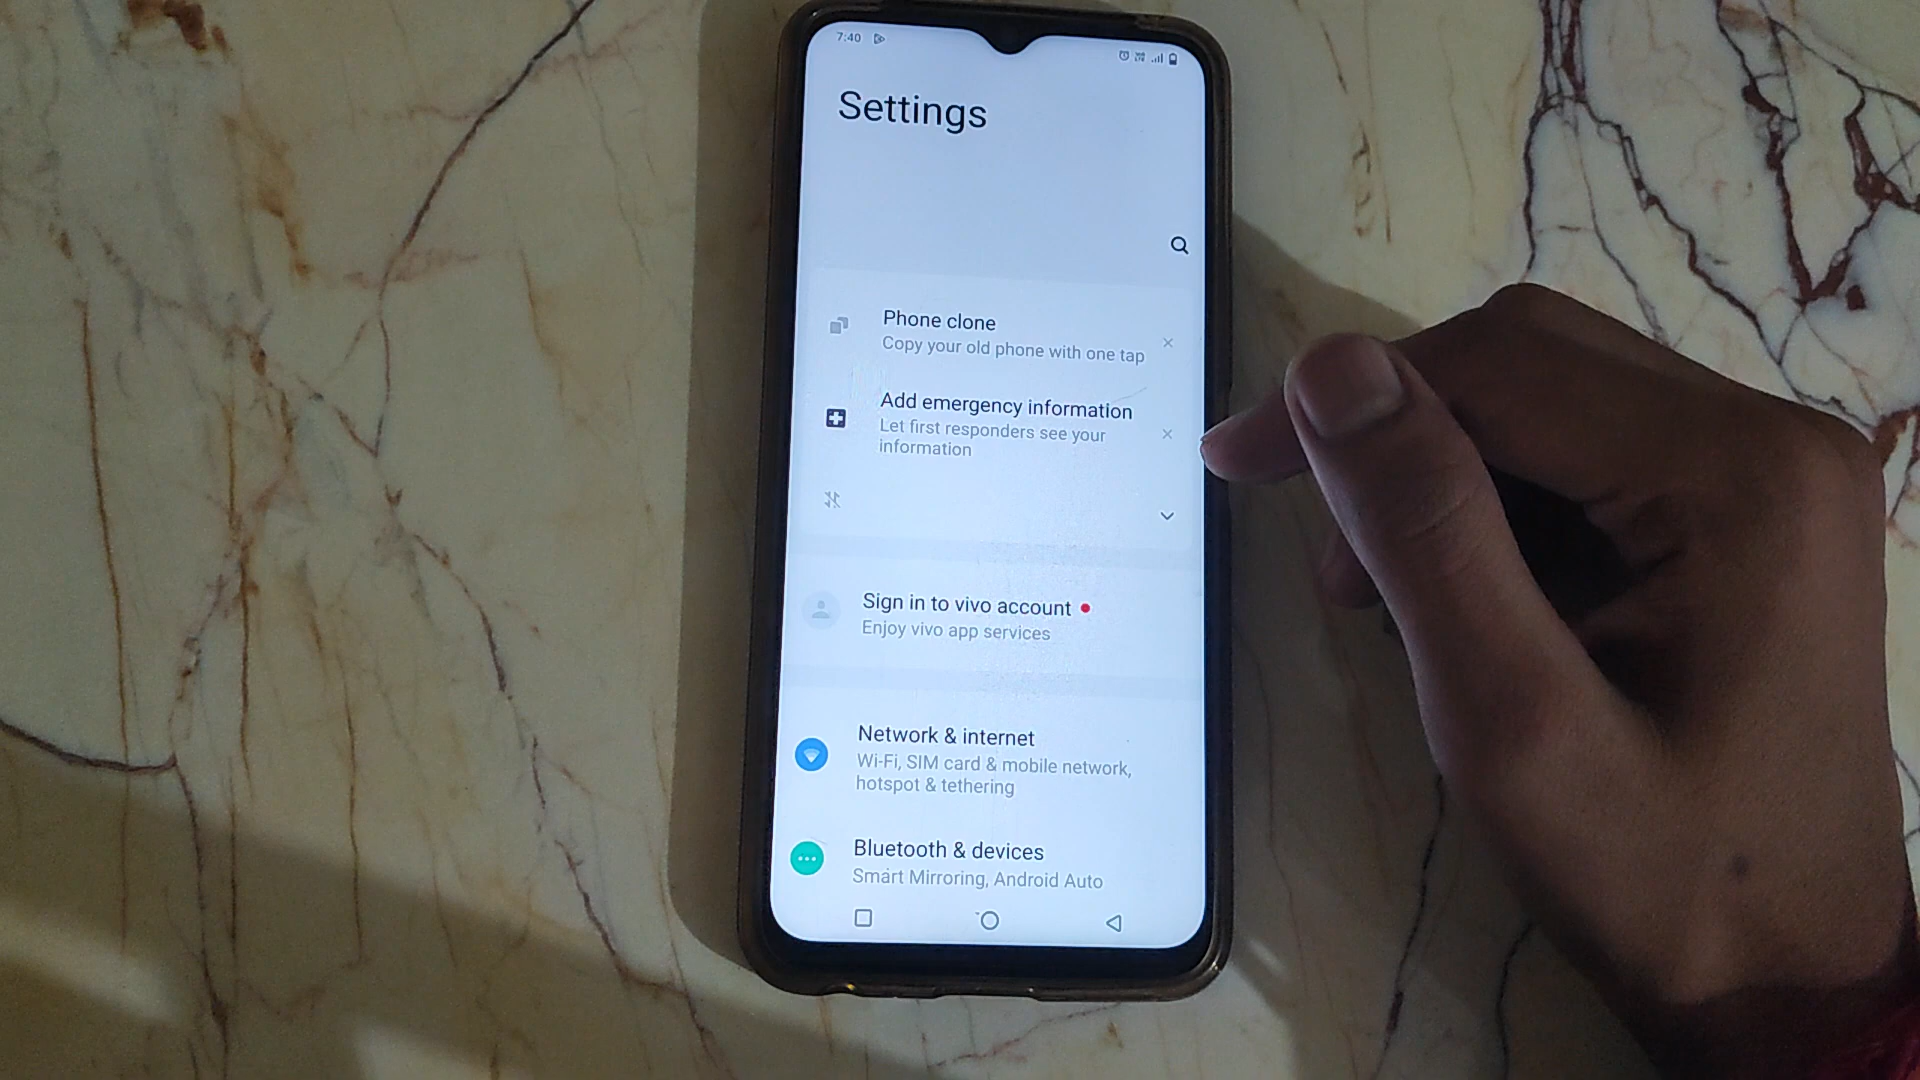 7:40
Settings
Phone clone
Copy your old phone with one tap
Add emergency information
Let first responders see your
information
Sign in to vivo account
Enjoy vivo app services
Network & internet
Wi-Fi, SIM card & mobile network,
hotspot & tethering
Bluetooth & devices
Smart Mirroring, Android Auto